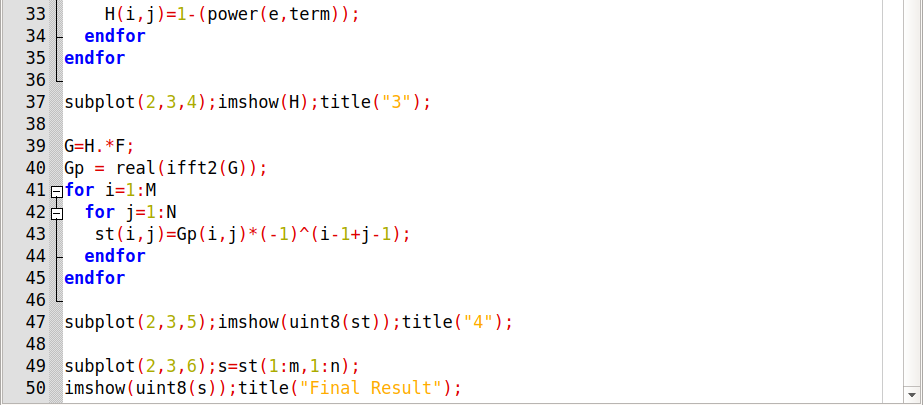 33     H(i,j)=1-(power(e,term));
34   endfor
35 endfor
36
37 subplot(2,3,4);imshow(H);title("3");
38
39 G=H.*F;
40 Gp = real(ifft2(G));
41 for i=1:M
42   for j=1:N
43    st(i,j)=Gp(i,j)*(-1)^(i-1+j-1);
44   endfor
45 endfor
46
47 subplot(2,3,5);imshow(uint8(st));title("4");
48
49 subplot(2,3,6);s=st(1:m,1:n);
50 imshow(uint8(s));title("Final Result");